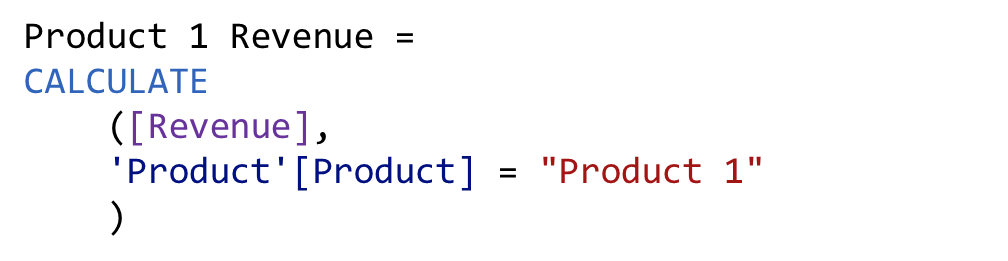 Product 1 Revenue =
CALCULATE
([Revenue],
'Product'[Product] = "Product 1"
)